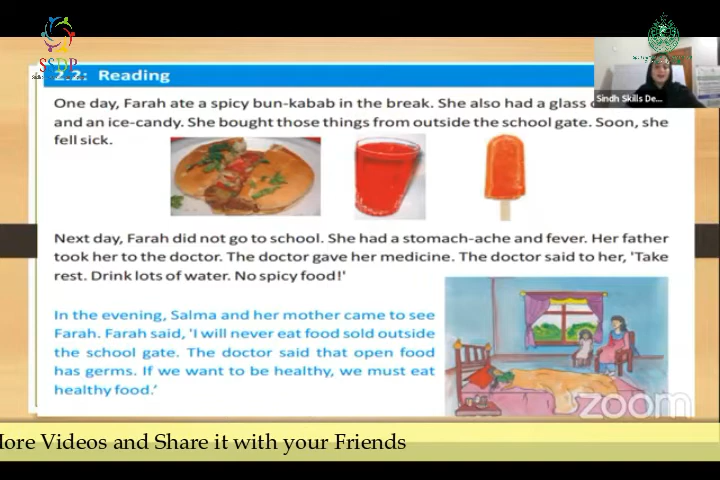 SSDP
2.2: Reading
One day, Farah ate a spicy bun-kabab in the break. She also had a glass
and an ice-candy. She bought those things from outside the school gate. Soon, she
fell sick.
Sindh Skills De...
Next day, Farah did not go to school. She had a stomach-ache and fever. Her father
took her to the doctor. The doctor gave her medicine. The doctor said to her, 'Take
rest. Drink lots of water. No spicy food!'
In the evening, Salma and her mother came to see
Farah. Farah said, 'I will never eat food sold outside
the school gate. The doctor said that open food
has germs. If we want to be healthy, we must eat
healthy food.'
zoom
More Videos and Share it with your Friends